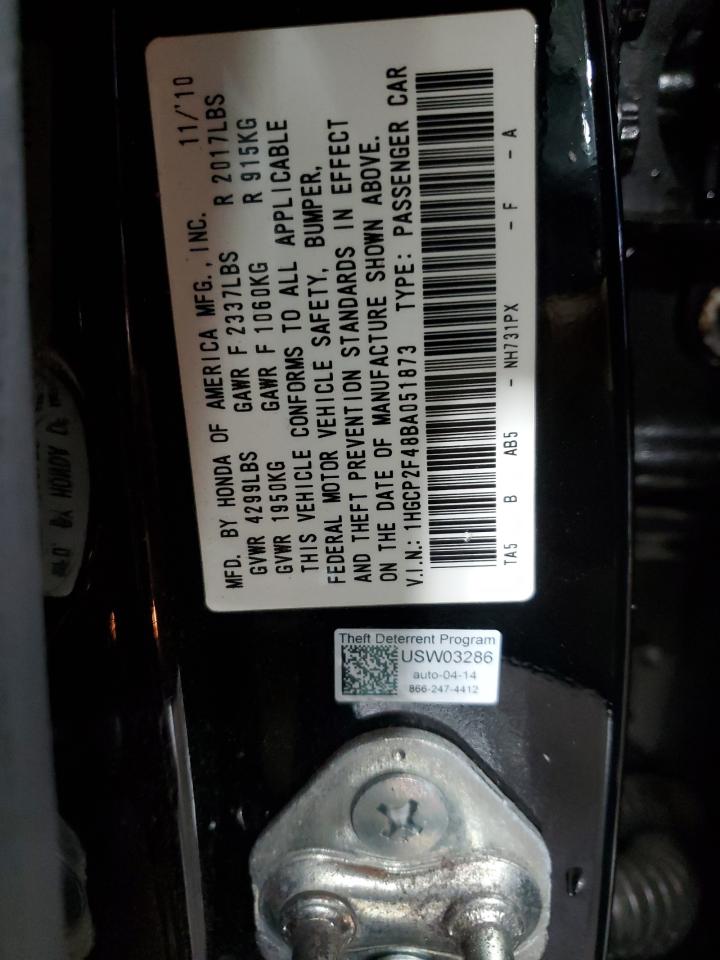 MFD. BY HONDA OF AMERICA MFG., INC. 11/'10
GVWR 4299LBS GAWR F 2337LBS R 2017LBS
GVWR 1950KG GAWR F 1060KG R 915KG
THIS VEHICLE CONFORMS TO ALL APPLICABLE
FEDERAL MOTOR VEHICLE SAFETY, BUMPER,
AND THEFT PREVENTION STANDARDS IN EFFECT
ON THE DATE OF MANUFACTURE SHOWN ABOVE.
V.I.N.: 1HGCP2F48BA051873 TYPE: PASSENGER CAR
TA5 B AB5 - NH731PX - F - A
Theft Deterrent Program
USW03286
auto-04-14
866-247-4412